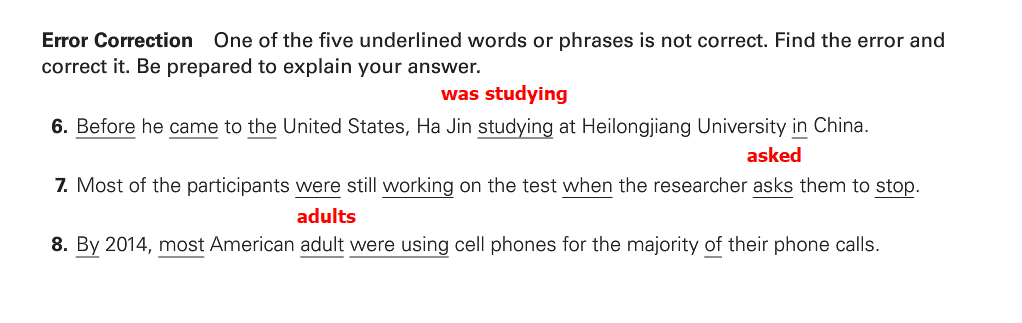 Error Correction One of the five underlined words or phrases is not correct. Find the error and
correct it. Be prepared to explain your answer.
was studying
6. Before he came to the United States, Ha Jin studying at Heilongjiang University in China.
asked
7. Most of the participants were still working on the test when the researcher asks them to stop.
adults
8. By 2014, most American adult were using cell phones for the majority of their phone calls.